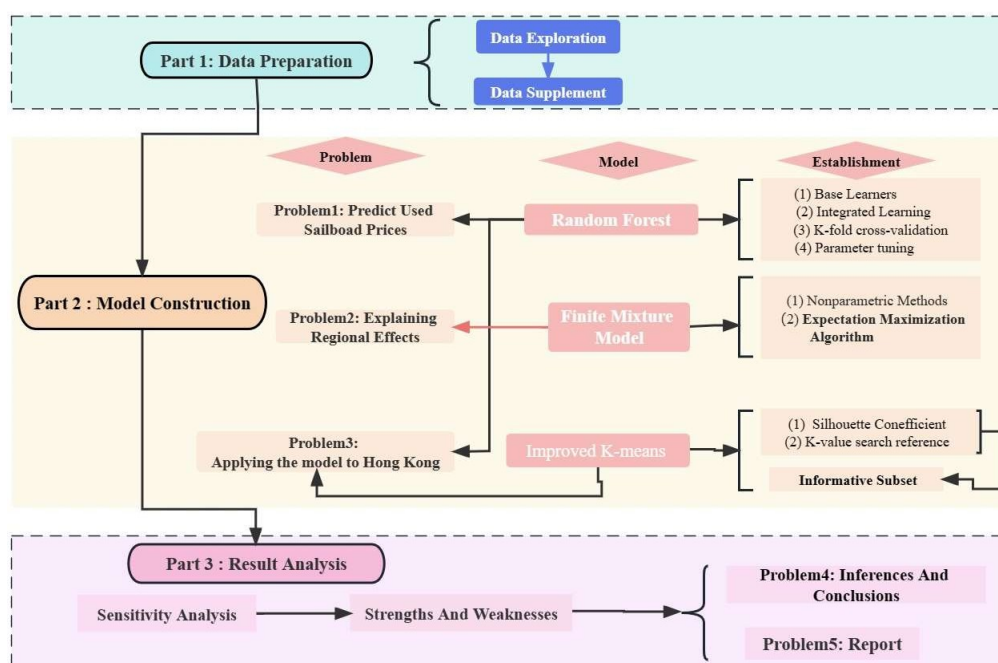 Part 1: Data Preparation
Data Exploration
Data Supplement
Problem
Model
Establishment
Problem1: Predict Used
Sailboad Prices
Random Forest
(1) Base Learners
(2) Integrated Learning
(3) K-fold cross-validation
(4) Parameter tuning
Part 2 : Model Construction
Problem2: Explaining
Regional Effects
Finite Mixture
Model
(1) Nonparametric Methods
(2) Expectation Maximization
Algorithm
Problem3:
Applying the model to Hong Kong
Improved K-means
(1) Silhouette Conefficient
(2) K-value search reference
Informative Subset
Part 3 : Result Analysis
Sensitivity Analysis
Strengths And Weaknesses
Problem4: Inferences And
Conclusions
Problem5: Report